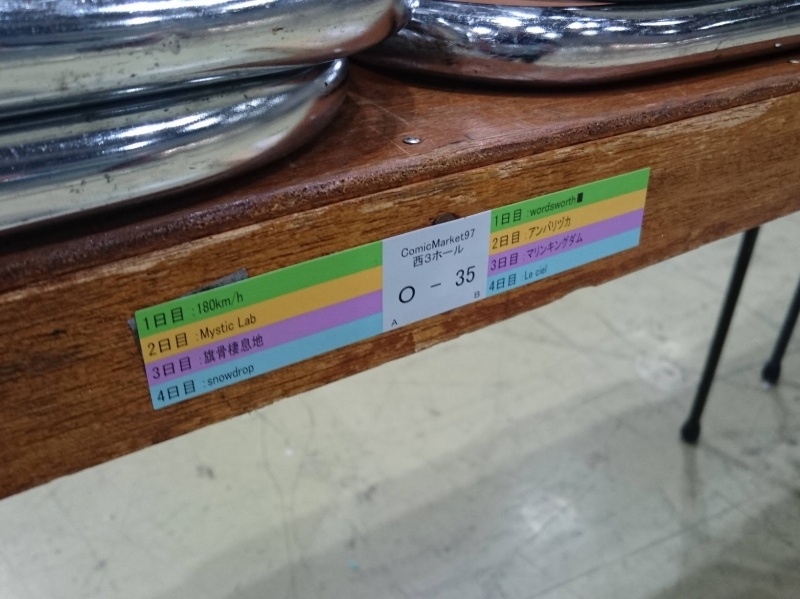 1日目 : 180km/h
2日目 : Mystic Lab
3日目 : 旗骨棲息地
4日目 : snowdrop
ComicMarket97
西3ホール
O - 35
A B
1日目 : wordsworth■
2日目 : アンバリヅカ
3日目 : マリンキングダム
4日目 : Le ciel